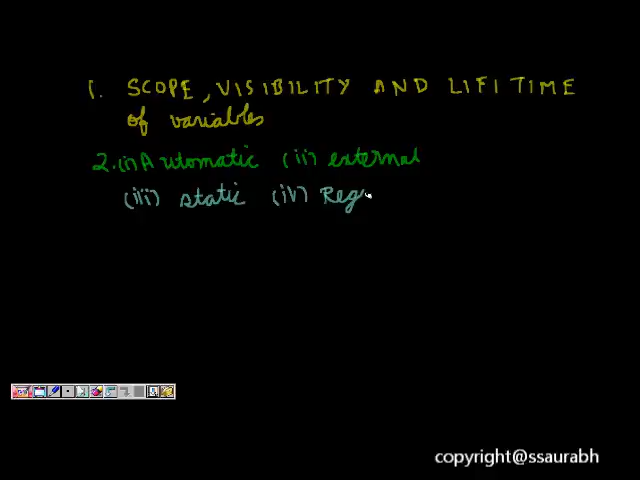 1. SCOPE, VISIBILITY AND LIFITIME
of variables
2.(i) Automatic (ii) external
(iii) static (iv) Reg
copyright@ssaurabh